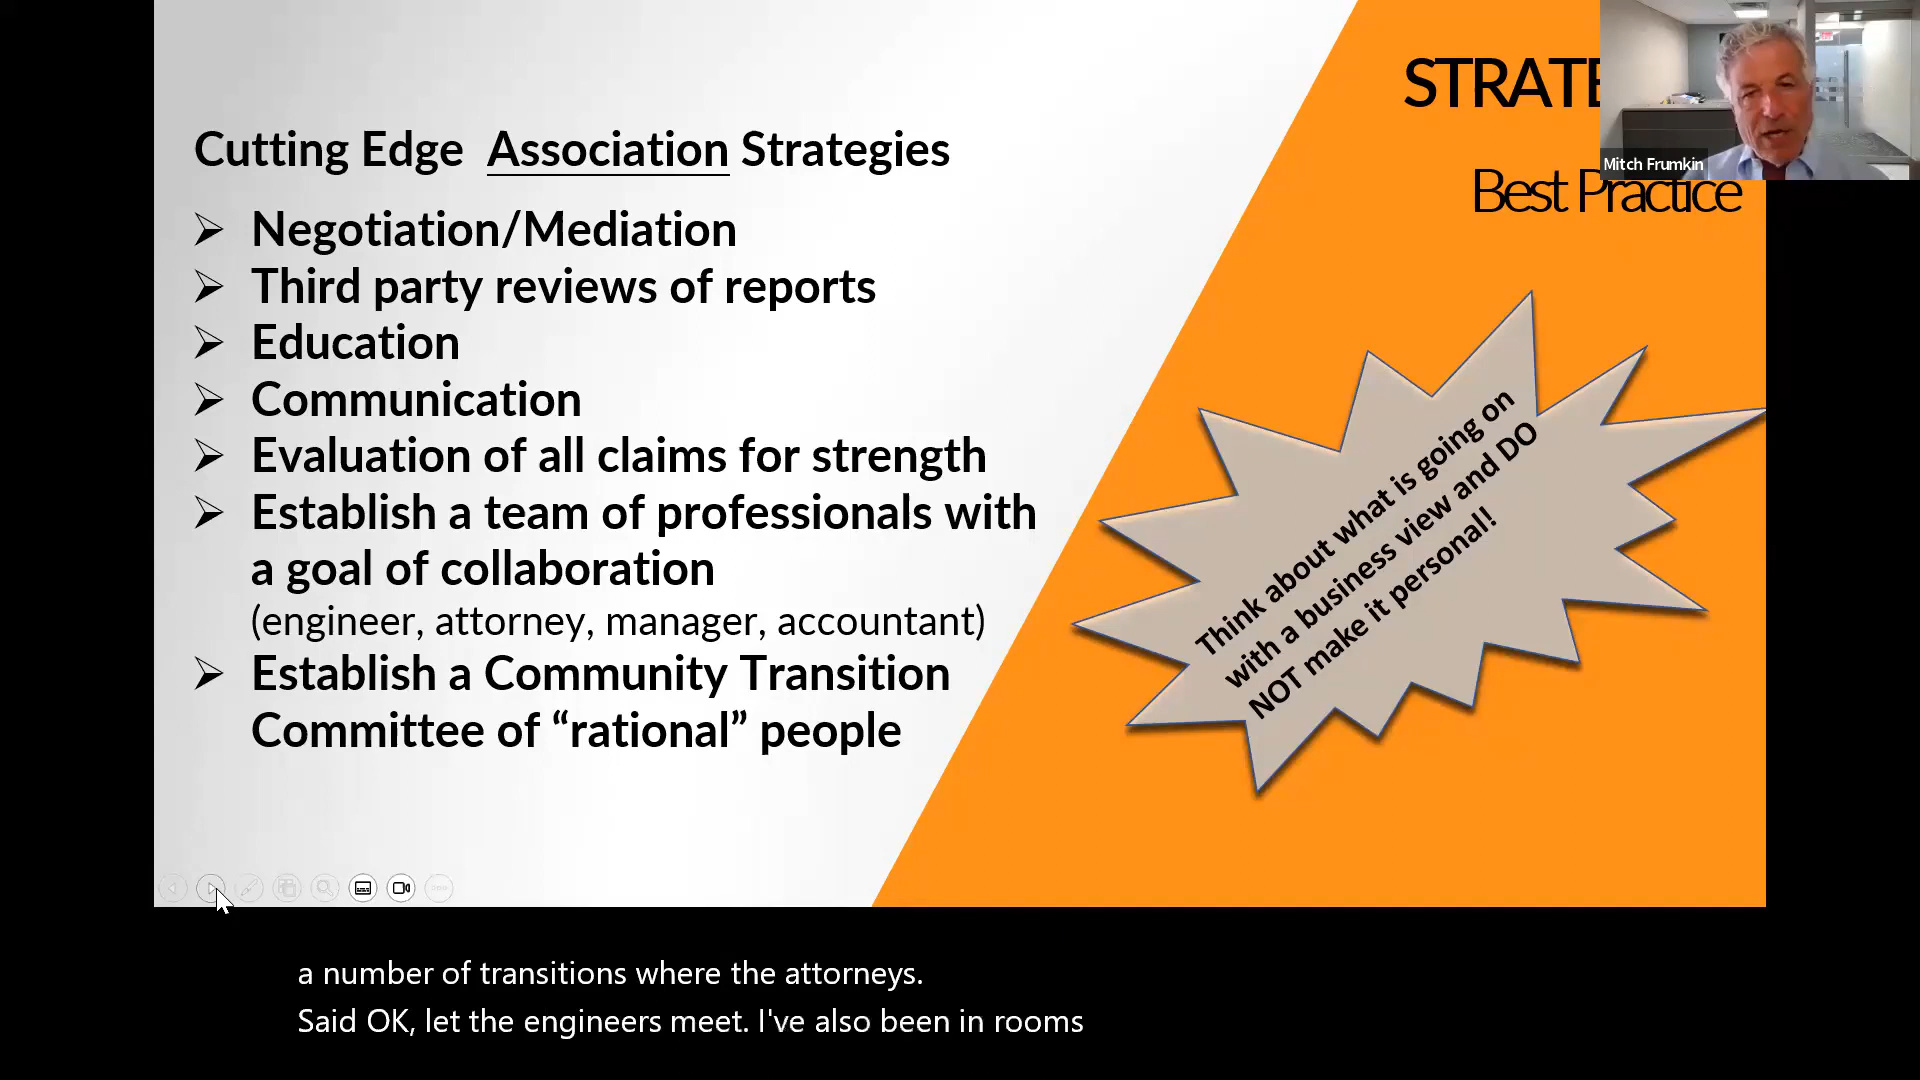 Cutting Edge Association Strategies
Negotiation/Mediation
Third party reviews of reports
Education
Communication
Evaluation of all claims for strength
Establish a team of professionals with
a goal of collaboration
(engineer, attorney, manager, accountant)
Establish a Community Transition
Committee of “rational” people
STRATE
Best Practice
Mitch Frumkin
Think about what is going on
with a business view and DO
NOT make it personal!
a number of transitions where the attorneys.
Said OK, let the engineers meet. I've also been in rooms